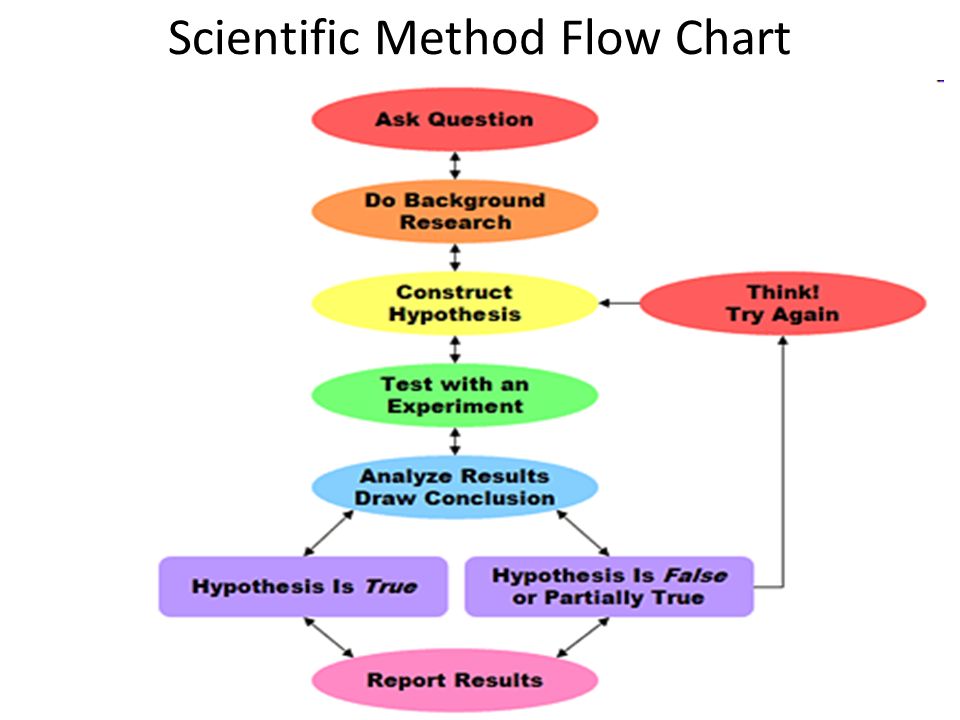 Scientific Method Flow Chart
Ask Question
Do Background
Research
Construct
Hypothesis
Think!
Try Again
Test with an
Experiment
Analyze Results
Draw Conclusion
Hypothesis Is True
Hypothesis Is False
or Partially True
Report Results